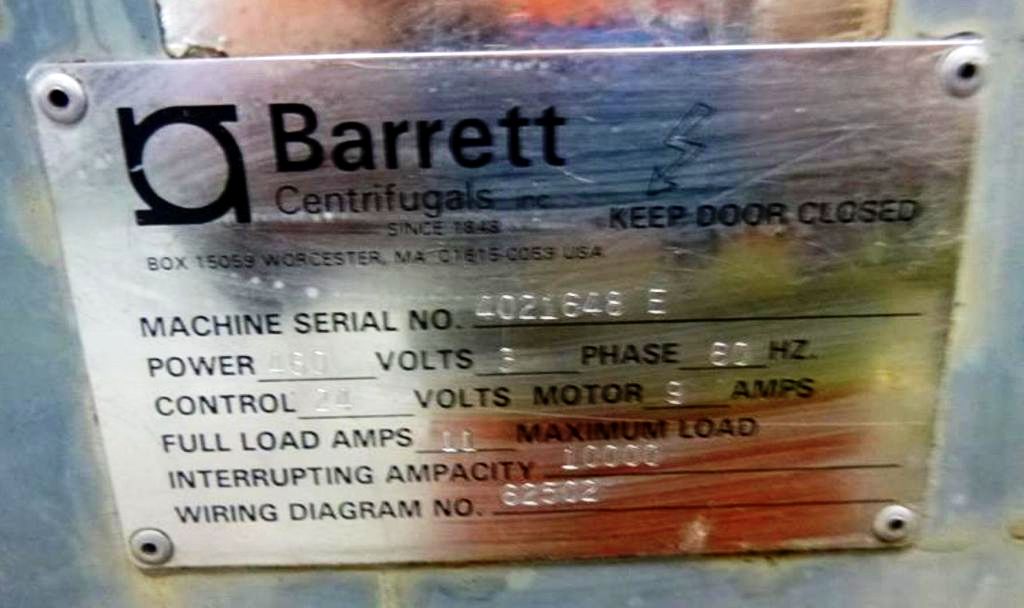 Barrett
Centrifugals inc.
SINCE 1848
KEEP DOOR CLOSED
BOX 15059 WORCESTER, MA 01615-0059 USA
MACHINE SERIAL NO. 4021648 E
POWER 480 VOLTS 3 PHASE 60 HZ.
CONTROL 24 VOLTS MOTOR 9 AMPS
FULL LOAD AMPS 11 MAXIMUM LOAD
INTERRUPTING AMPACITY 10000
WIRING DIAGRAM NO. 62502